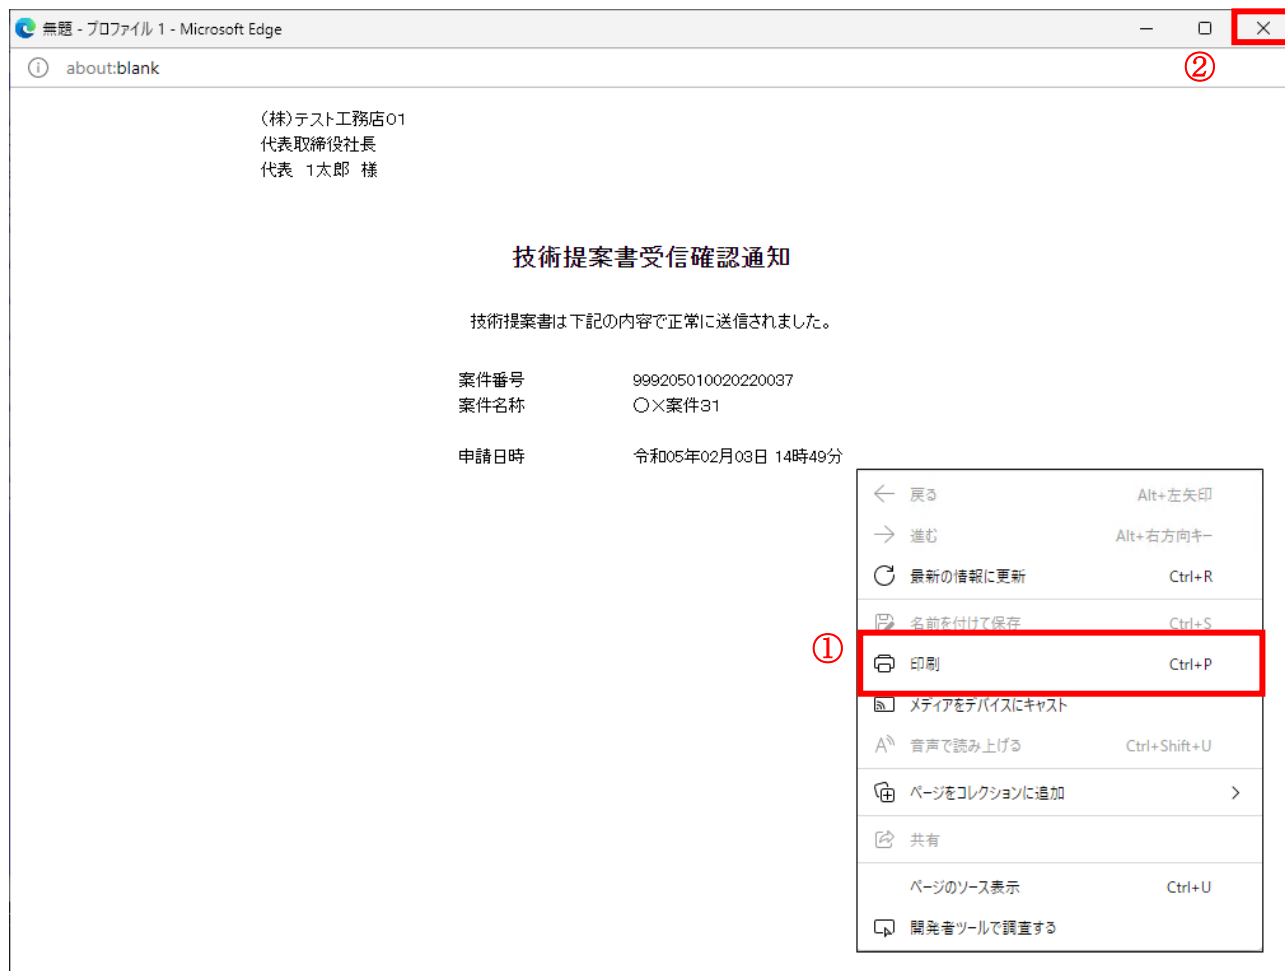 無題 - プロファイル 1 - Microsoft Edge
②
about:blank
(株)テスト工務店01
代表取締役社長
代表 1太郎 様
技術提案書受信確認通知
技術提案書は下記の内容で正常に送信されました。
案件番号 999205010020220037
案件名称 〇×案件31
申請日時 令和05年02月03日 14時49分
戻る Alt+左矢印
進む Alt+右方向キー
最新の情報に更新 Ctrl+R
名前を付けて保存 Ctrl+S
①
印刷 Ctrl+P
メディアをデバイスにキャスト
音声で読み上げる Ctrl+Shift+U
ページをコレクションに追加
共有
ページのソース表示 Ctrl+U
開発者ツールで調査する